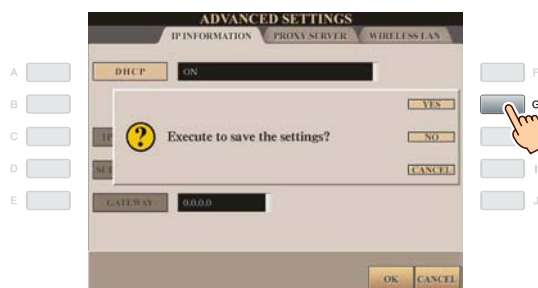 ADVANCED SETTINGS
IP INFORMATION PROXY SERVER WIRELESS LAN
A DHCP ON F
B YES G
C Execute to save the settings? NO
D CANCEL I
E GATEWAY 0.0.0.0 J
OK CANCEL